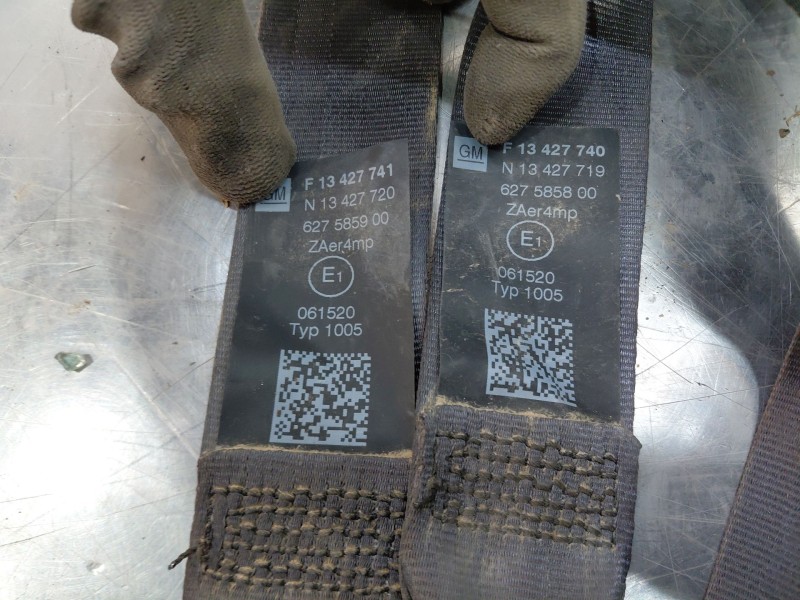 GM
F 13 427 741
N 13 427 720
627 5859 00
ZAer4mp
E1
061520
Typ 1005
GM
F 13 427 740
N 13 427 719
627 5858 00
ZAer4mp
E1
061520
Typ 1005